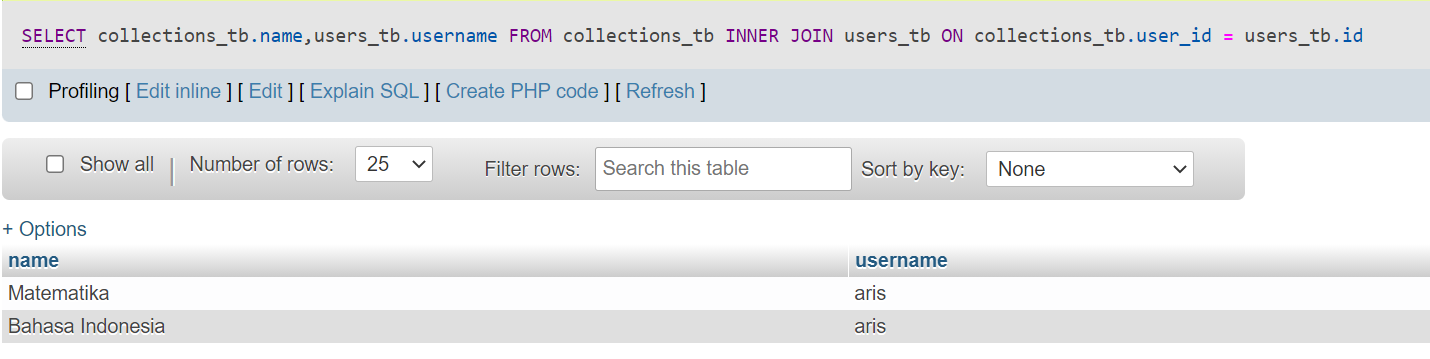 SELECT collections_tb.name,users_tb.username FROM collections_tb INNER JOIN users_tb ON collections_tb.user_id = users_tb.id
Profiling [ Edit inline ] [ Edit ] [ Explain SQL ] [ Create PHP code ] [ Refresh ]
Show all | Number of rows: 25 Filter rows: Search this table Sort by key: None
+ Options
name username
Matematika aris
Bahasa Indonesia aris